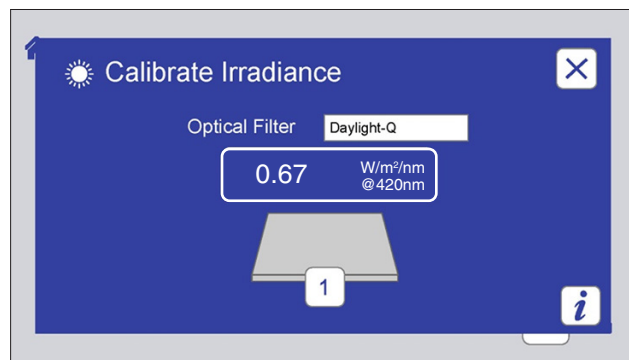 Calibrate Irradiance
Optical Filter Daylight-Q
0.67 W/m²/nm
@420nm
1
i